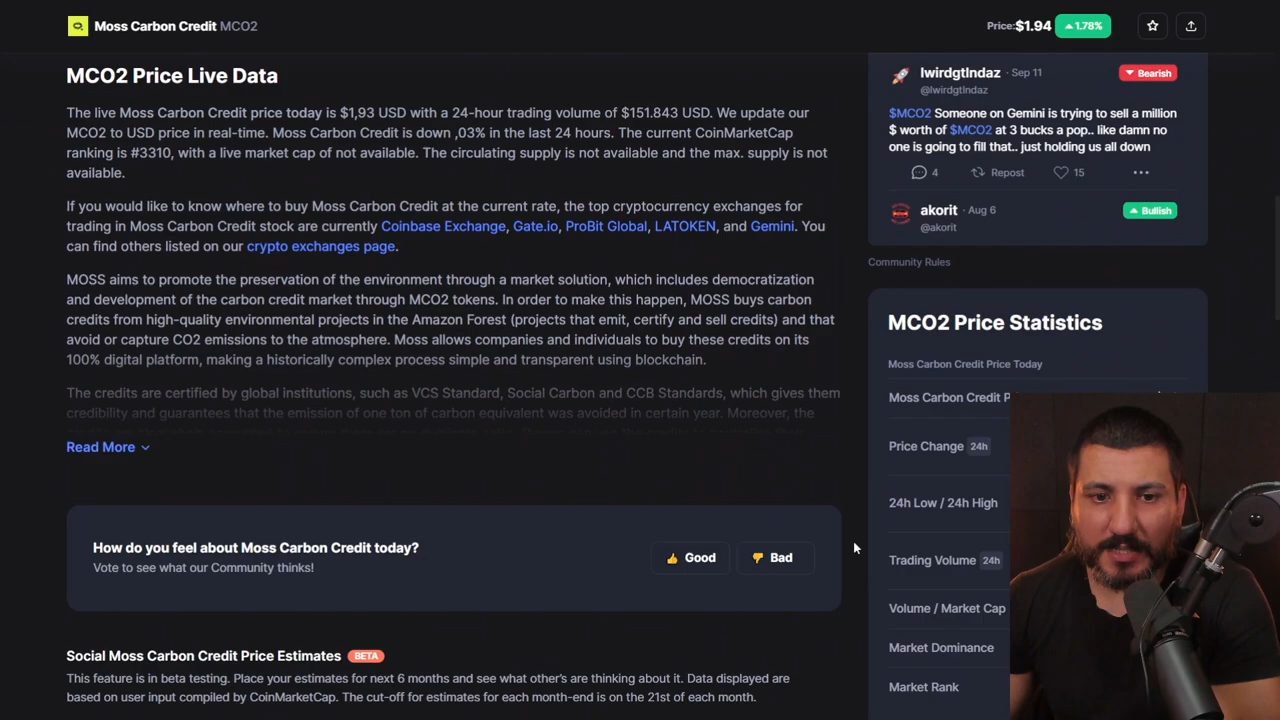 Moss Carbon Credit MCO2
Price:$1.94 1.78%
MCO2 Price Live Data
The live Moss Carbon Credit price today is $1,93 USD with a 24-hour trading volume of $151.843 USD. We update our
MCO2 to USD price in real-time. Moss Carbon Credit is down ,03% in the last 24 hours. The current CoinMarketCap
ranking is #3310, with a live market cap of not available. The circulating supply is not available and the max. supply is not
available.
If you would like to know where to buy Moss Carbon Credit at the current rate, the top cryptocurrency exchanges for
trading in Moss Carbon Credit stock are currently Coinbase Exchange, Gate.io, ProBit Global, LATOKEN, and Gemini. You
can find others listed on our crypto exchanges page.
MOSS aims to promote the preservation of the environment through a market solution, which includes democratization
and development of the carbon credit market through MCO2 tokens. In order to make this happen, MOSS buys carbon
credits from high-quality environmental projects in the Amazon Forest (projects that emit, certify and sell credits) and that
avoid or capture CO2 emissions to the atmosphere. Moss allows companies and individuals to buy these credits on its
100% digital platform, making a historically complex process simple and transparent using blockchain.
The credits are certified by global institutions, such as VCS Standard, Social Carbon and CCB Standards, which gives them
credibility and guarantees that the emission of one ton of carbon equivalent was avoided in certain year. Moreover, the
Read More
How do you feel about Moss Carbon Credit today?
Vote to see what our Community thinks!
Good
Bad
Social Moss Carbon Credit Price Estimates BETA
This feature is in beta testing. Place your estimates for next 6 months and see what other's are thinking about it. Data displayed are
based on user input compiled by CoinMarketCap. The cut-off for estimates for each month-end is on the 21st of each month.
lwirdgtlndaz · Sep 11
Bearish
@lwirdgtlndaz
$MCO2 Someone on Gemini is trying to sell a million
$ worth of $MCO2 at 3 bucks a pop.. like damn no
one is going to fill that.. just holding us all down
4 Repost 15
akorit · Aug 6
Bullish
@akorit
Community Rules
MCO2 Price Statistics
Moss Carbon Credit Price Today
Moss Carbon Credit P
Price Change 24h
24h Low / 24h High
Trading Volume 24h
Volume / Market Cap
Market Dominance
Market Rank